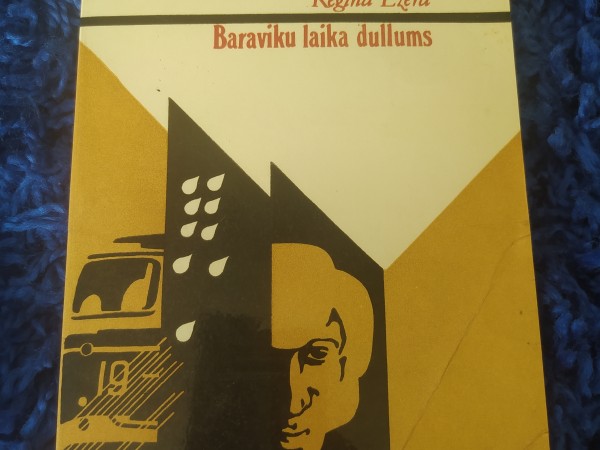 Regīna Ezera
Baraviku laika dullums
19-